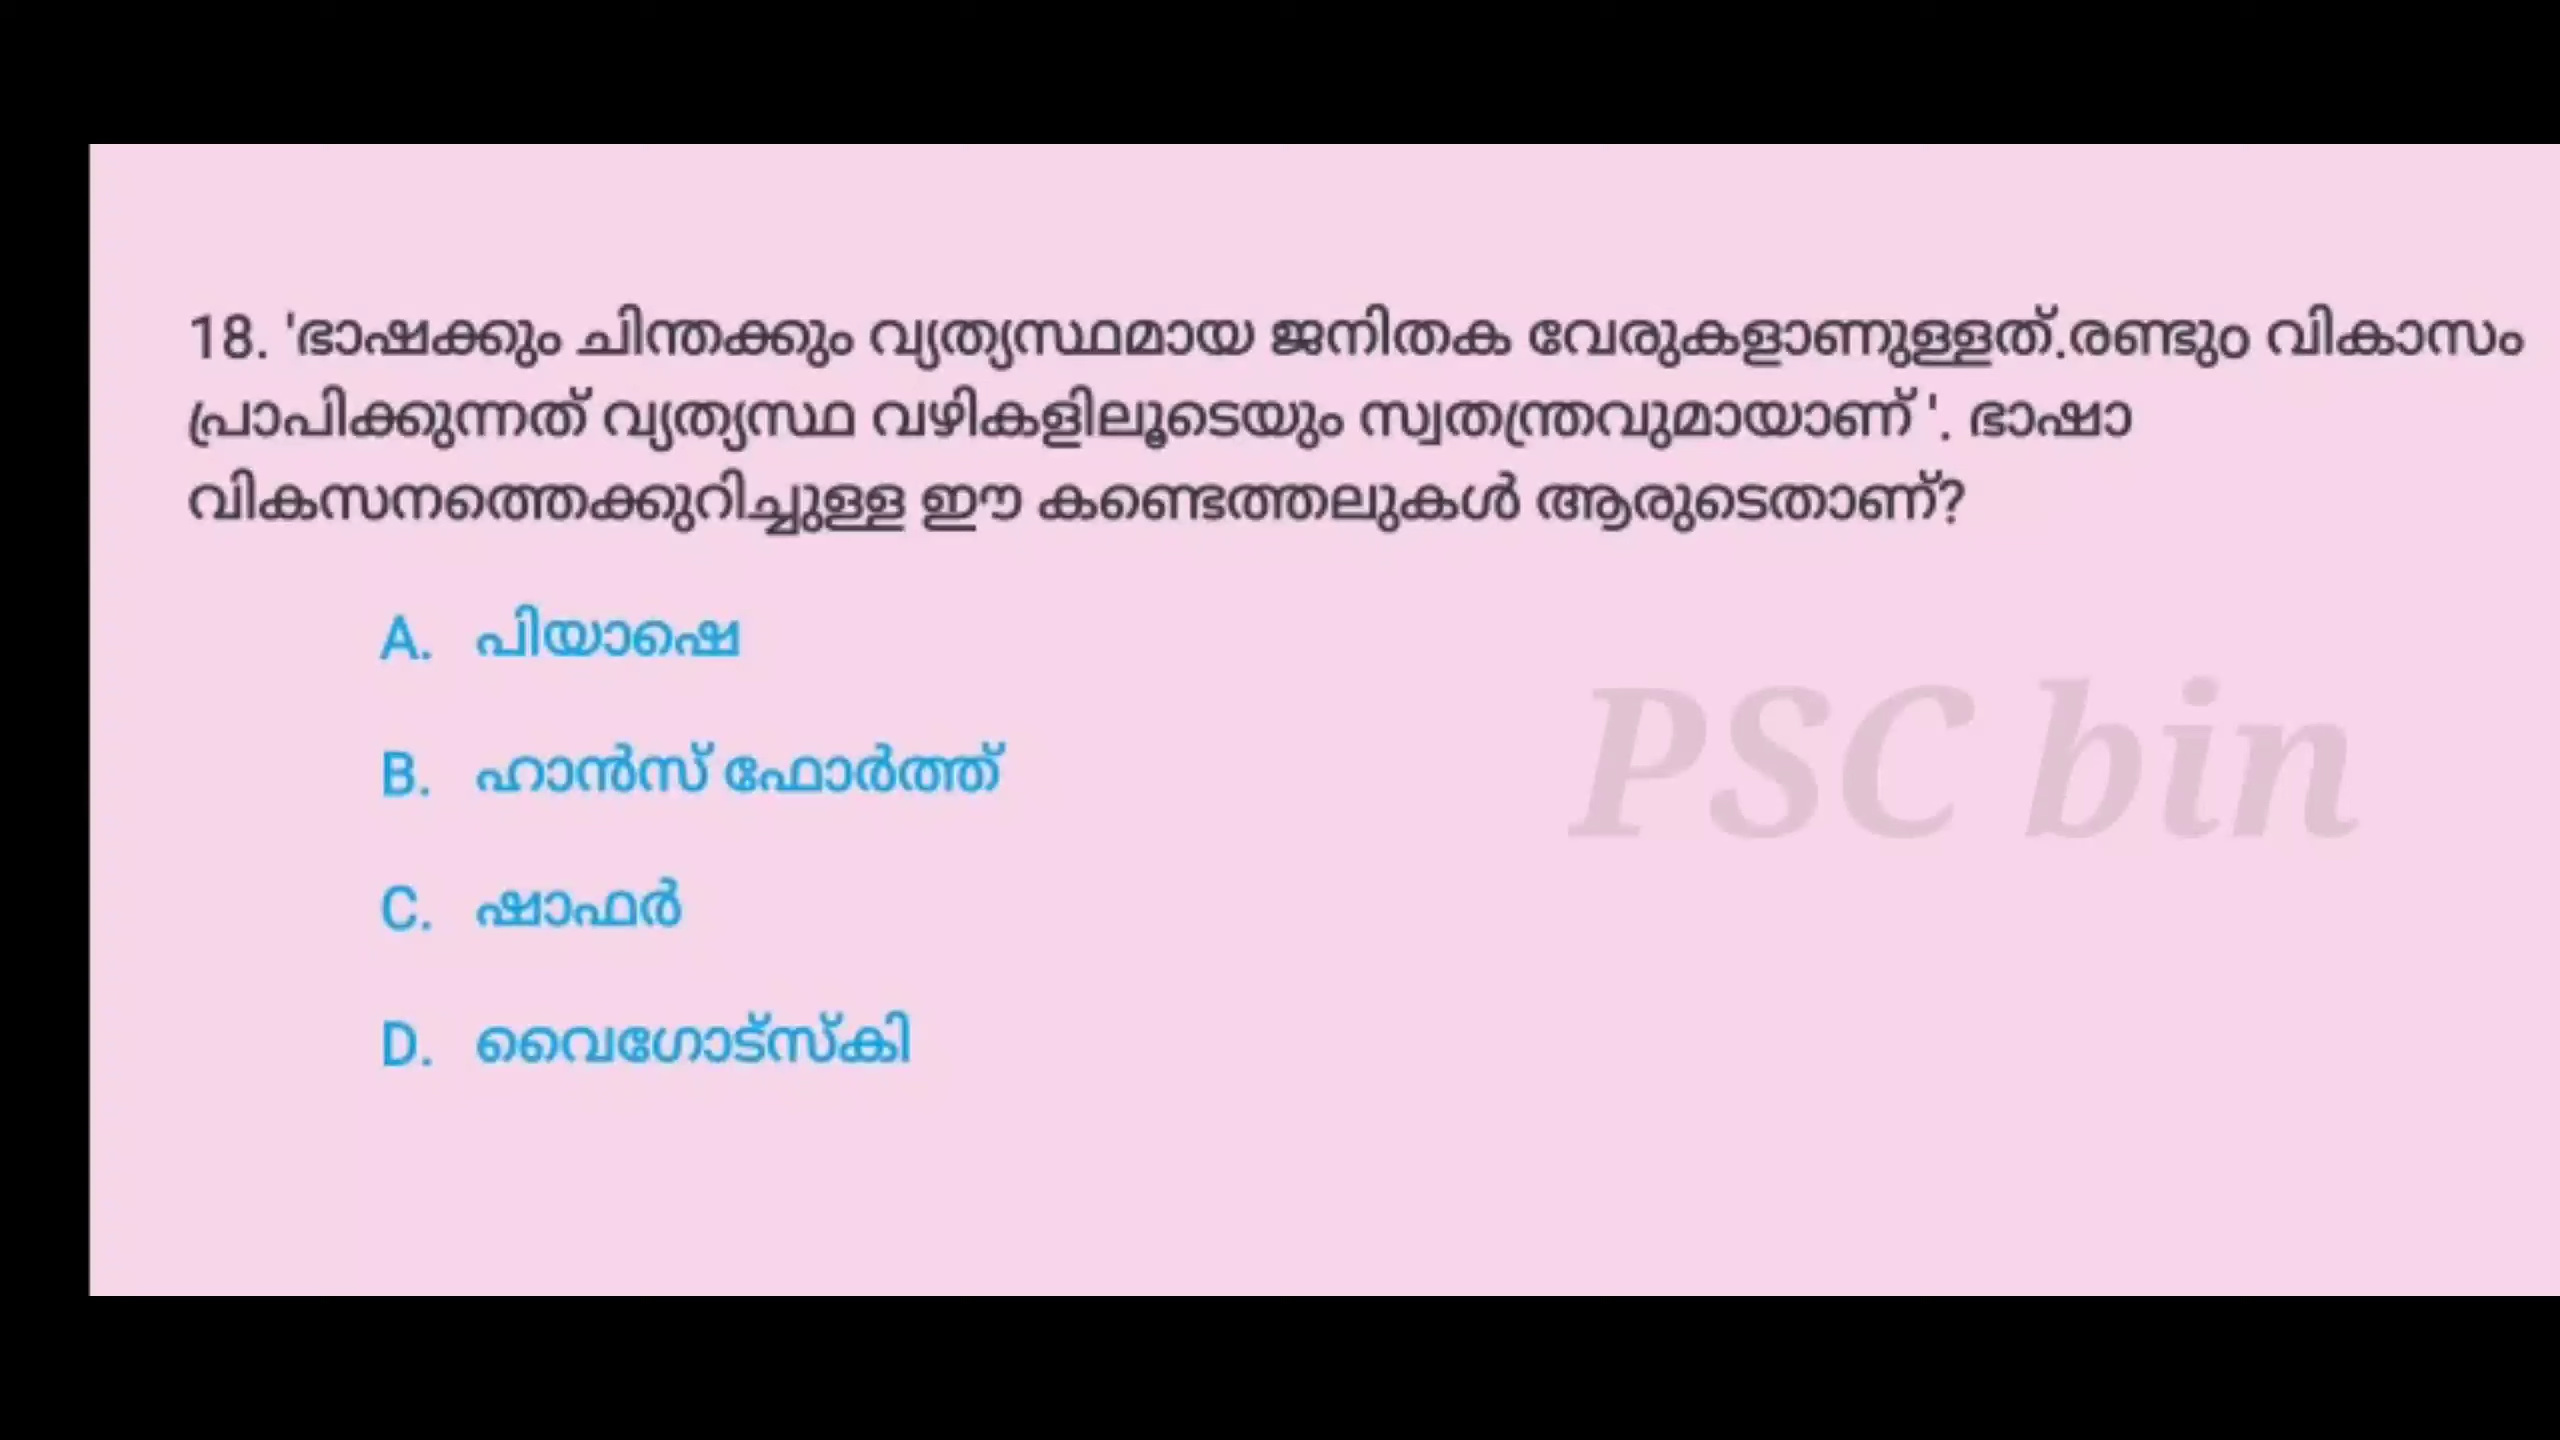 18. 'ഭാഷക്കും ചിന്തക്കും വ്യത്യസ്ഥമായ ജനിതക വേരുകളാണുള്ളത്.രണ്ടും വികാസം
പ്രാപിക്കുന്നത് വ്യത്യസ്ഥ വഴികളിലൂടെയും സ്വതന്ത്രവുമായാണ് '. ഭാഷാ
വികസനത്തെക്കുറിച്ചുള്ള ഈ കണ്ടെത്തലുകൾ ആരുടെതാണ്?
A. പിയാഷെ
B. ഹാൻസ് ഫോർത്ത്
PSC bin
C. ഷാഫർ
D. വൈഗോട്സ്കി